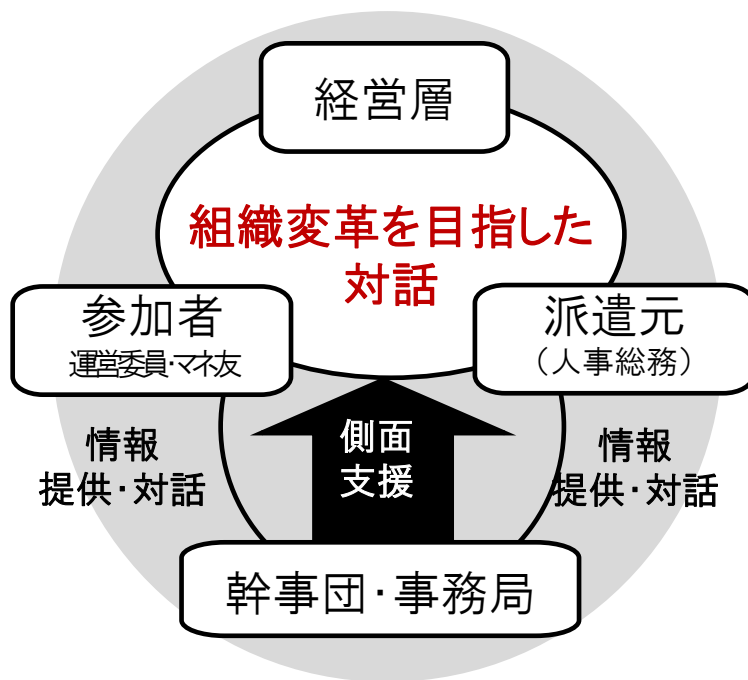 経営層
組織変革を目指した
対話
参加者
運営委員・マネ友
派遣元
（人事総務）
情報
提供・対話
側面
支援
情報
提供・対話
幹事団・事務局